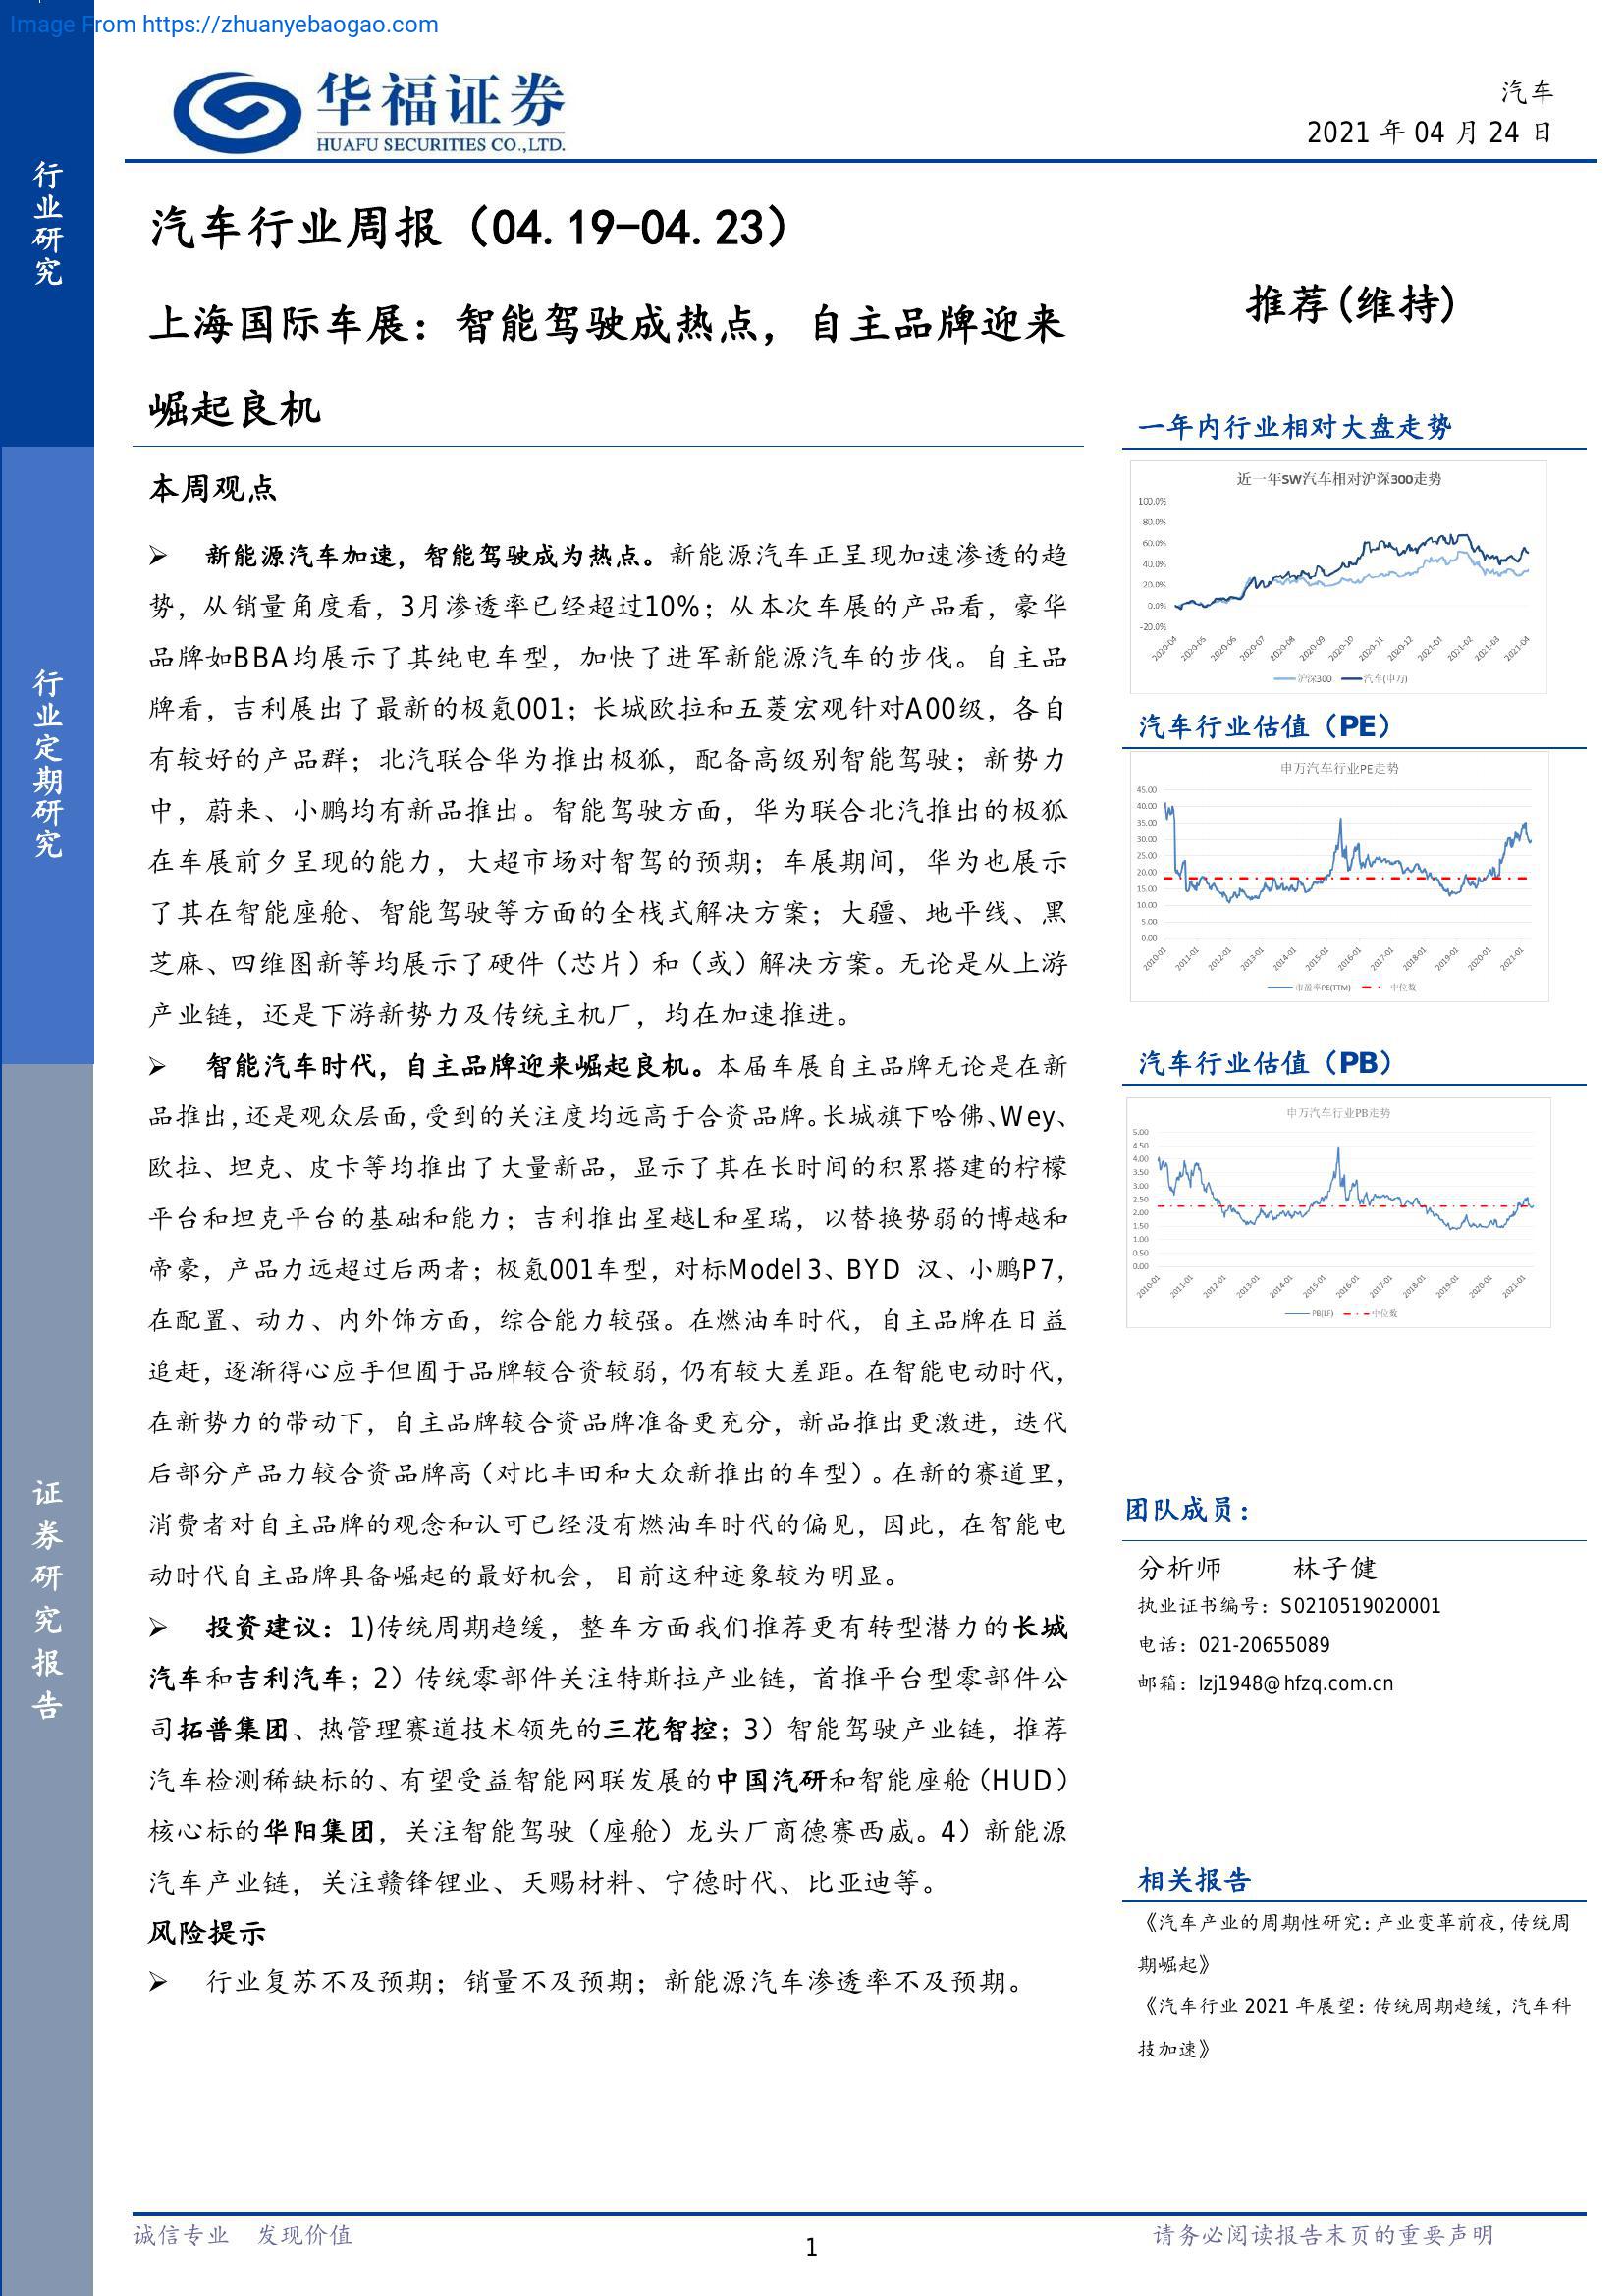 Image From https://zhuanyebaogao.com
华福证券
HUAFU SECURITIES CO.,LTD.
汽车
2021 年 04 月 24 日
行业研究
行业定期研究
证券研究报告
汽车行业周报（04.19-04.23）
上海国际车展：智能驾驶成热点，自主品牌迎来
崛起良机
推荐(维持)
本周观点
➢ 新能源汽车加速，智能驾驶成为热点。新能源汽车正呈现加速渗透的趋
势，从销量角度看，3月渗透率已经超过10%；从本次车展的产品看，豪华
品牌如BBA均展示了其纯电车型，加快了进军新能源汽车的步伐。自主品
牌看，吉利展出了最新的极氪001；长城欧拉和五菱宏观针对A00级，各自
有较好的产品群；北汽联合华为推出极狐，配备高级别智能驾驶；新势力
中，蔚来、小鹏均有新品推出。智能驾驶方面，华为联合北汽推出的极狐
在车展前夕呈现的能力，大超市场对智驾的预期；车展期间，华为也展示
了其在智能座舱、智能驾驶等方面的全栈式解决方案；大疆、地平线、黑
芝麻、四维图新等均展示了硬件（芯片）和（或）解决方案。无论是从上游
产业链，还是下游新势力及传统主机厂，均在加速推进。
➢ 智能汽车时代，自主品牌迎来崛起良机。本届车展自主品牌无论是在新
品推出，还是观众层面，受到的关注度均远高于合资品牌。长城旗下哈佛、Wey、
欧拉、坦克、皮卡等均推出了大量新品，显示了其在长时间的积累搭建的柠檬
平台和坦克平台的基础和能力；吉利推出星越L和星瑞，以替换势弱的博越和
帝豪，产品力远超过后两者；极氪001车型，对标Model 3、BYD 汉、小鹏P7，
在配置、动力、内外饰方面，综合能力较强。在燃油车时代，自主品牌在日益
追赶，逐渐得心应手但囿于品牌较合资较弱，仍有较大差距。在智能电动时代，
在新势力的带动下，自主品牌较合资品牌准备更充分，新品推出更激进，迭代
后部分产品力较合资品牌高（对比丰田和大众新推出的车型）。在新的赛道里，
消费者对自主品牌的观念和认可已经没有燃油车时代的偏见，因此，在智能电
动时代自主品牌具备崛起的最好机会，目前这种迹象较为明显。
➢ 投资建议：1)传统周期趋缓，整车方面我们推荐更有转型潜力的长城
汽车和吉利汽车；2）传统零部件关注特斯拉产业链，首推平台型零部件公
司拓普集团、热管理赛道技术领先的三花智控；3）智能驾驶产业链，推荐
汽车检测稀缺标的、有望受益智能网联发展的中国汽研和智能座舱（HUD）
核心标的华阳集团，关注智能驾驶（座舱）龙头厂商德赛西威。4）新能源
汽车产业链，关注赣锋锂业、天赐材料、宁德时代、比亚迪等。
风险提示
➢ 行业复苏不及预期；销量不及预期；新能源汽车渗透率不及预期。
一年内行业相对大盘走势
近一年SW汽车相对沪深300走势
100.0%
80.0%
60.0%
40.0%
20.0%
0.0%
-20.0%
2020-04 2020-05 2020-06 2020-07 2020-08 2020-09 2020-10 2020-11 2020-12 2021-01 2021-02 2021-03 2021-04
沪深300 汽车(申万)
汽车行业估值（PE）
申万汽车行业PE走势
45.00
40.00
35.00
30.00
25.00
20.00
15.00
10.00
5.00
0.00
2010-01 2011-01 2012-01 2013-01 2014-01 2015-01 2016-01 2017-01 2018-01 2019-01 2020-01 2021-01
市盈率PE(TTM) 中位数
汽车行业估值（PB）
申万汽车行业PB走势
5.00
4.50
4.00
3.50
3.00
2.50
2.00
1.50
1.00
0.50
0.00
2010-01 2011-01 2012-01 2013-01 2014-01 2015-01 2016-01 2017-01 2018-01 2019-01 2020-01 2021-01
PB(LF) 中位数
团队成员：
分析师 林子健
执业证书编号：S0210519020001
电话：021-20655089
邮箱：lzj1948@hfzq.com.cn
相关报告
《汽车产业的周期性研究：产业变革前夜，传统周
期崛起》
《汽车行业 2021 年展望：传统周期趋缓，汽车科
技加速》
诚信专业 发现价值
1
请务必阅读报告末页的重要声明